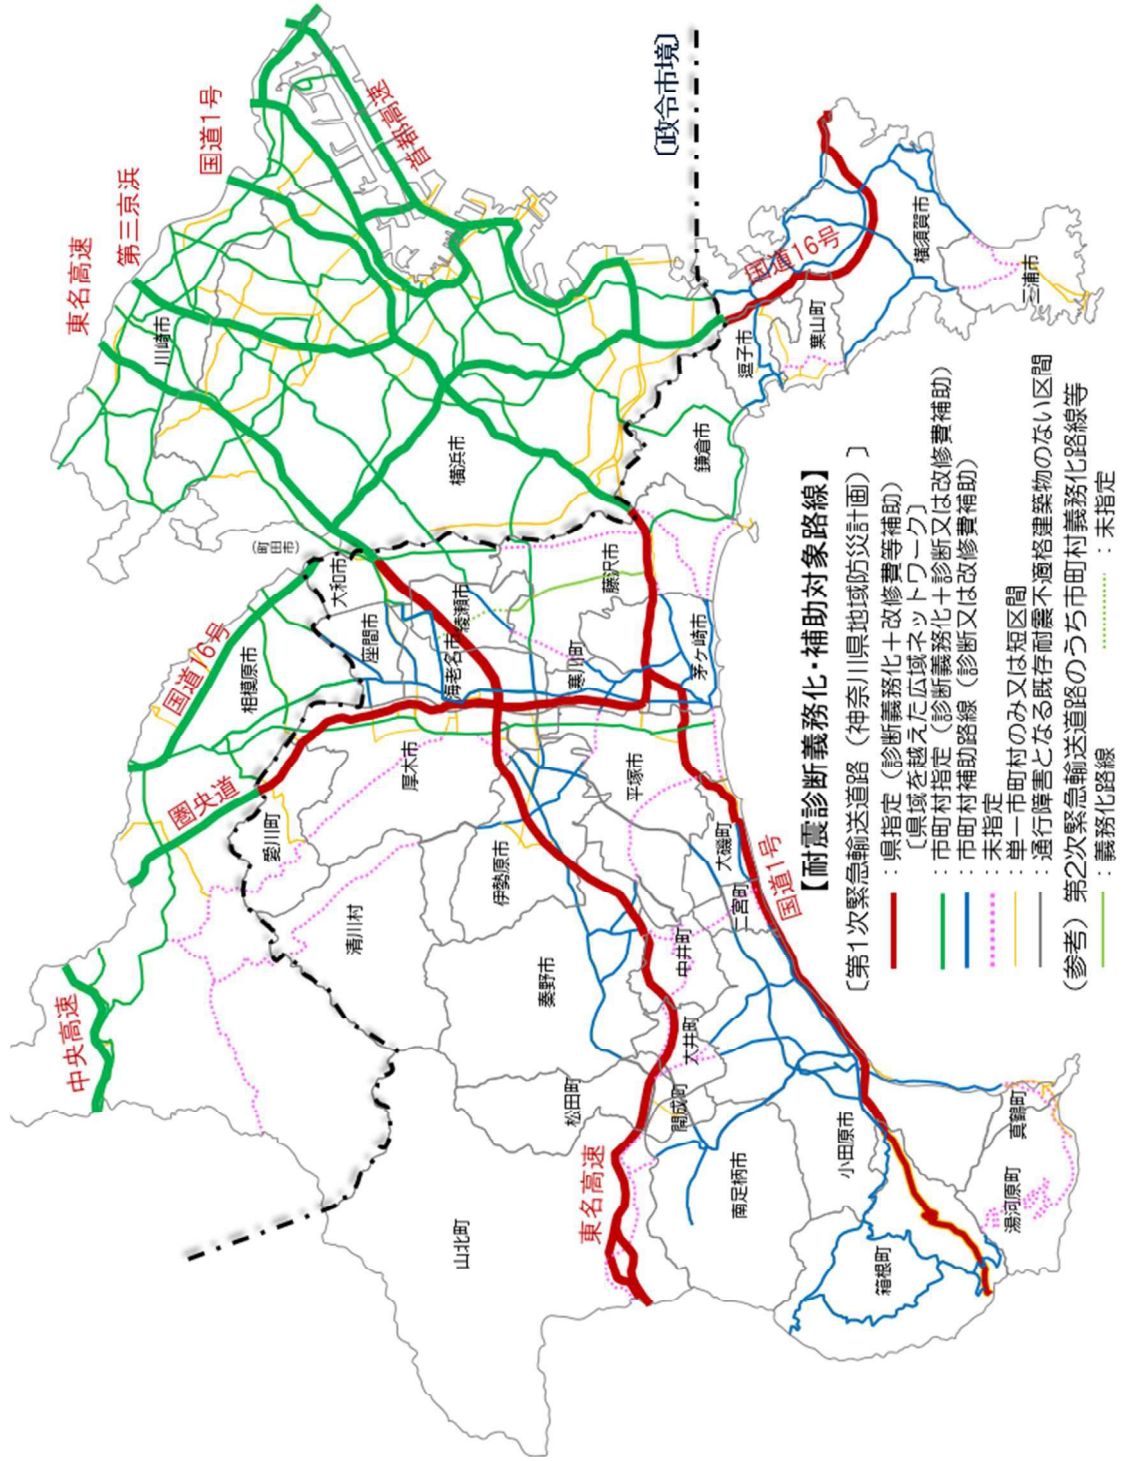 東名高速
第三京浜
国道1号
首都高速
〔政令市境〕
川崎市
横浜市
(町田市)
国道16号
相模原市
大和市
座間市
綾瀬市
海老名市
藤沢市
寒川町
茅ヶ崎市
鎌倉市
逗子市
葉山町
国道16号
横須賀市
三浦市
圏央道
愛川町
厚木市
清川村
伊勢原市
平塚市
大磯町
二宮町
国道1号
中央高速
秦野市
中井町
大井町
松田町
開成町
東名高速
山北町
南足柄市
小田原市
箱根町
真鶴町
湯河原町
【耐震診断義務化・補助対象路線】
〔第1次緊急輸送道路（神奈川県地域防災計画）〕
：県指定（診断義務化＋改修費等補助）
〔県域を越えた広域ネットワーク〕
：市町村指定（診断義務化＋診断又は改修費補助）
：市町村補助路線（診断又は改修費補助）
：未指定
：単一市町村のみ又は短区間
：通行障害となる既存耐震不適格建築物のない区間
（参考）第2次緊急輸送道路のうち市町村義務化路線等
：義務化路線　：未指定